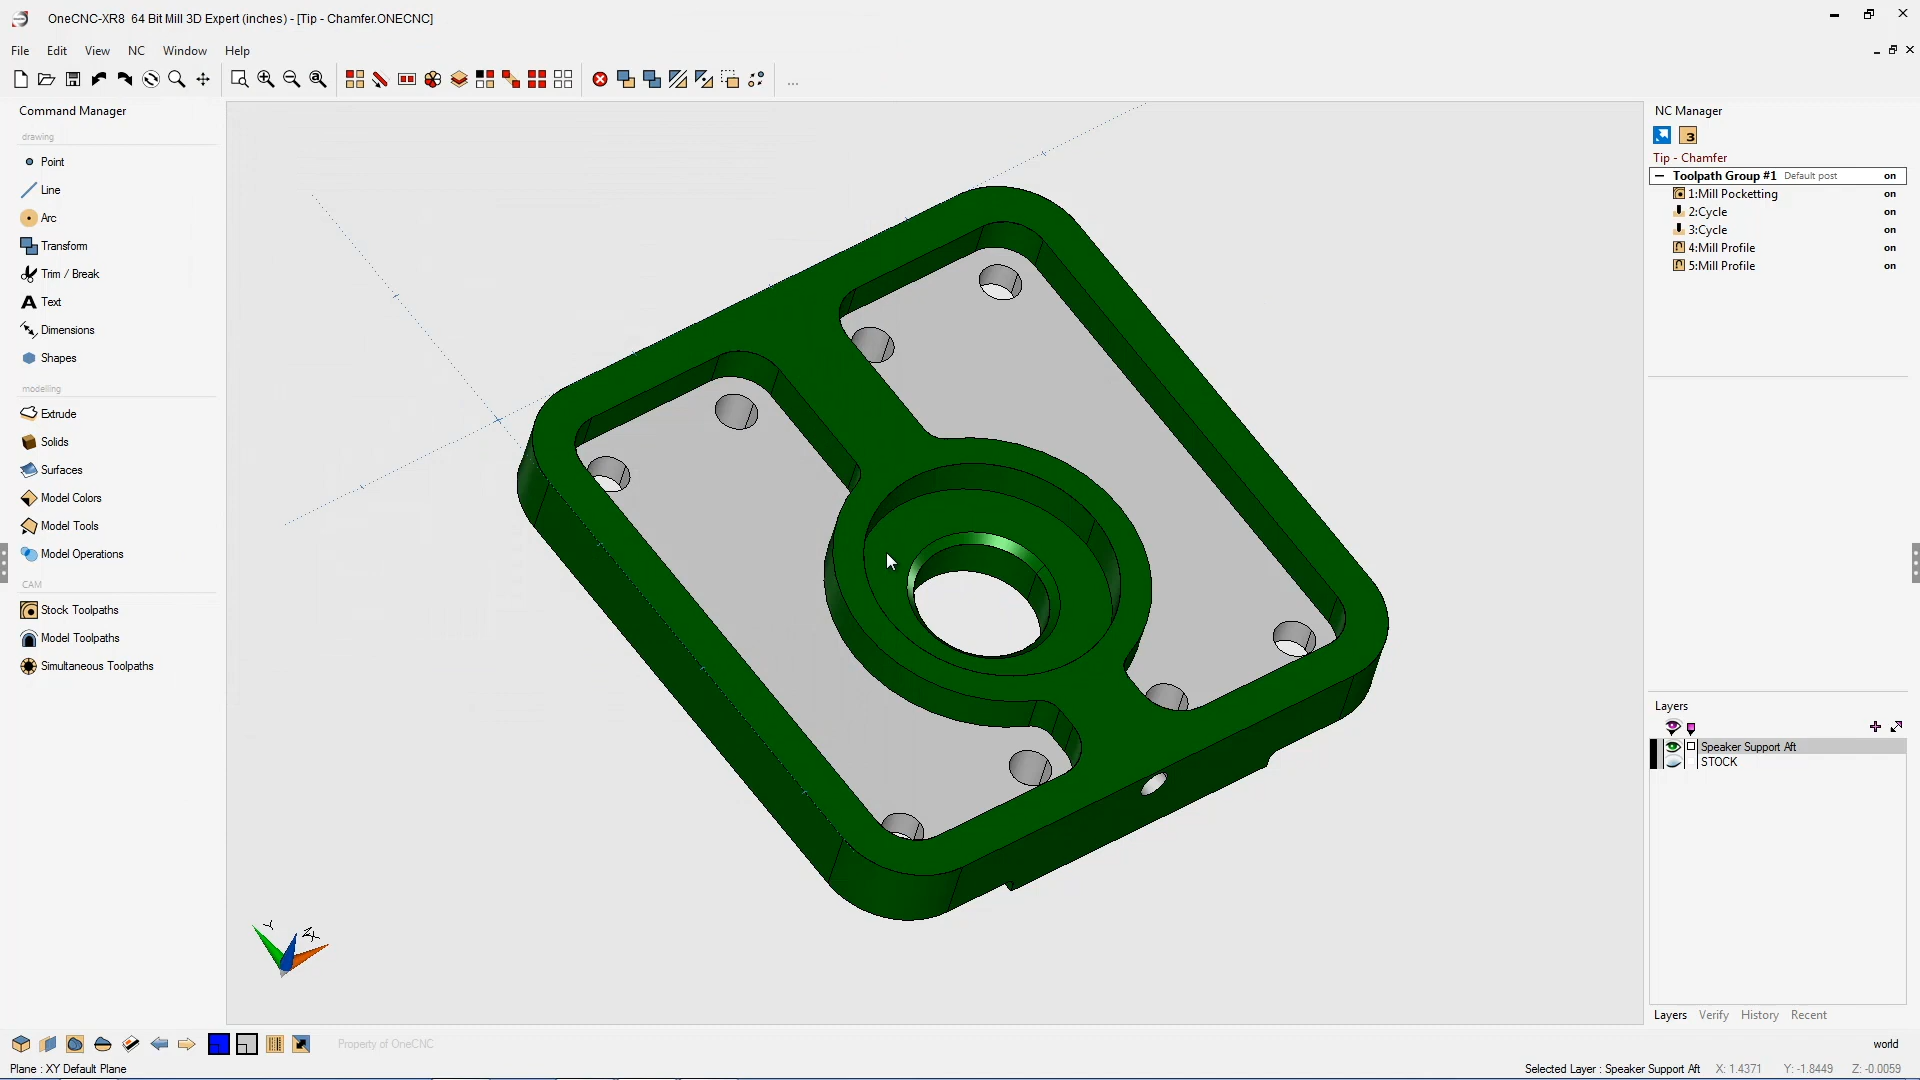 OneCNC-XR8  64 Bit Mill 3D Expert (inches) - [Tip - Chamfer.ONECNC]
File Edit View NC Window Help
...
Command Manager
drawing
Point
Line
Arc
Transform
Trim / Break
Text
Dimensions
Shapes
modelling
Extrude
Solids
Surfaces
Model Colors
Model Tools
Model Operations
CAM
Stock Toolpaths
Model Toolpaths
Simultaneous Toolpaths
NC Manager
3
Tip - Chamfer
Toolpath Group #1 Default post on
1:Mill Pocketting on
2:Cycle on
3:Cycle on
4:Mill Profile on
5:Mill Profile on
Layers
Speaker Support Aft
STOCK
Layers Verify History Recent
Property of OneCNC
world
Plane : XY Default Plane
Selected Layer : Speaker Support Aft X: 1.4371 Y: -1.8449 Z: -0.0059